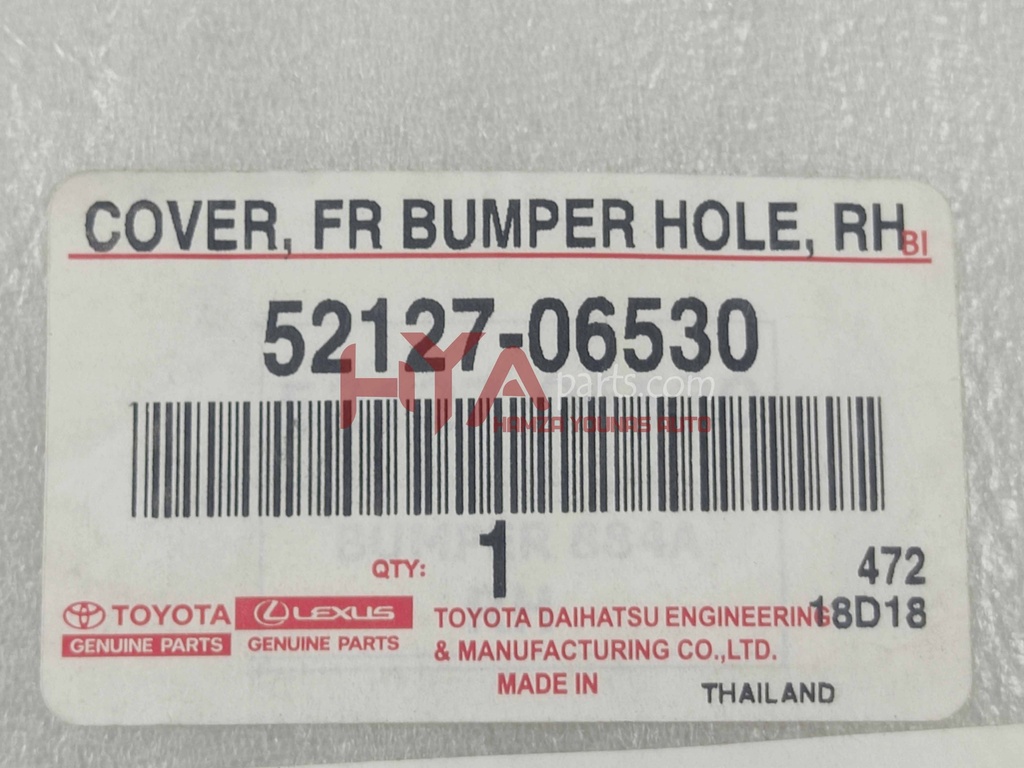 COVER, FR BUMPER HOLE, RH BI
52127-06530
HYA parts.com
HAMZA YOUNAS AUTO
QTY: 1
472
18D18
TOYOTA
GENUINE PARTS
LEXUS
GENUINE PARTS
TOYOTA DAIHATSU ENGINEERING
& MANUFACTURING CO.,LTD.
MADE IN THAILAND